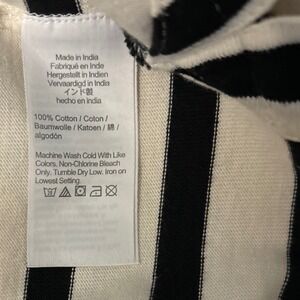 Made in India
Fabriqué en Inde
Hergestellt in Indien
Vervaardigd in India
インド製
hecho en india
100% Cotton / Coton /
Baumwolle / Katoen / 綿 /
algodón
Machine Wash Cold With Like
Colors. Non-Chlorine Bleach
Only. Tumble Dry Low. Iron on
Lowest Setting.